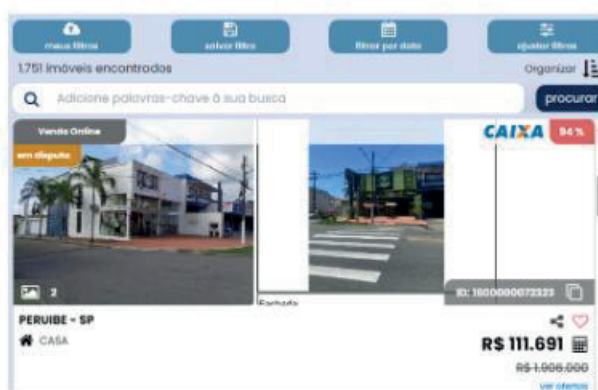 meus filtros
salvar filtro
filtrar por data
ajustar filtros
1.751 imóveis encontrados
Organizar
Adicione palavras-chave à sua busca
procurar
Venda Online
CAIXA
94 %
em disputa
2
Fachada
ID: 1600000072323
PERUIBE - SP
CASA
R$ 111.691
R$ 1.906.000
ver ofertas